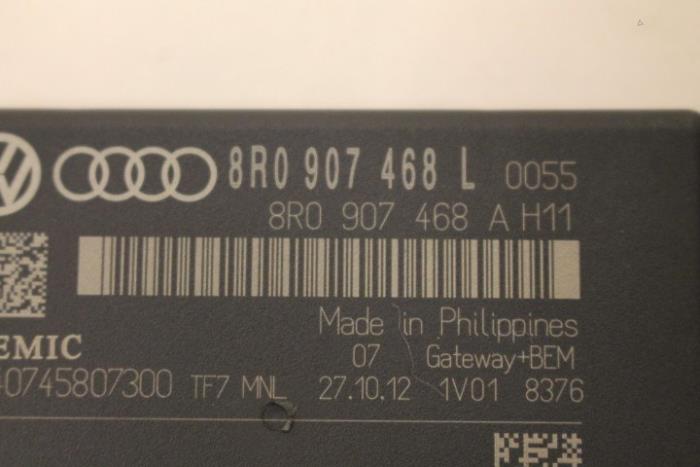 8R0 907 468 L 0055
8R0 907 468 A H11
Made in Philippines
EMIC
07 Gateway+BEM
40745807300 TF7 MNL 27.10.12 1V01 8376